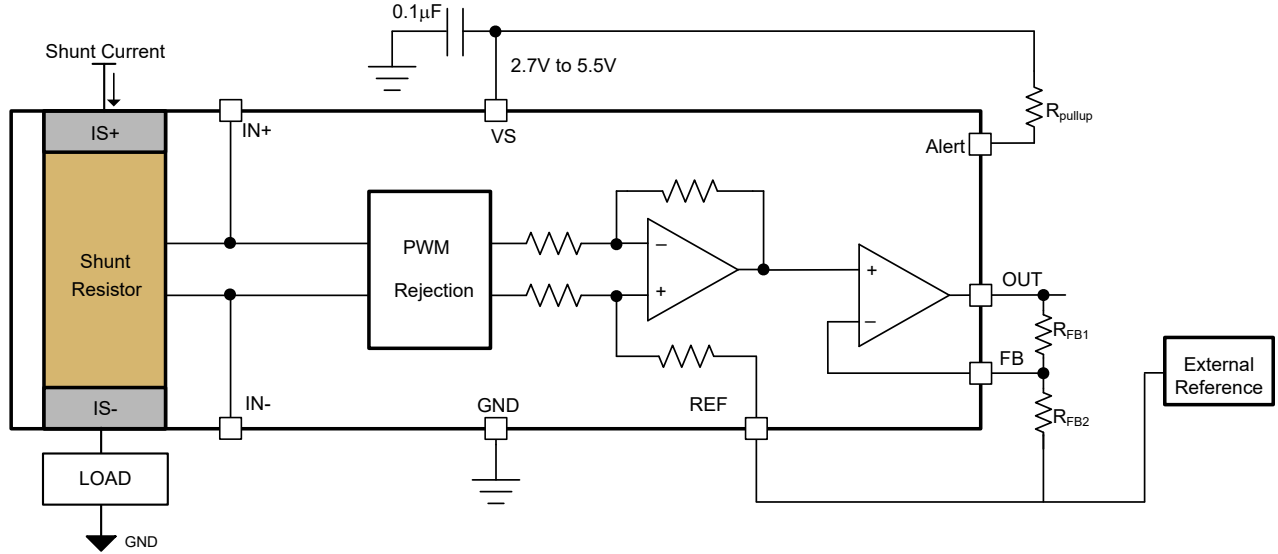 0.1μF
Shunt Current
2.7V to 5.5V
IS+
IN+
VS
Rpullup
Alert
Shunt
Resistor
PWM
Rejection
−
+
+
−
OUT
RFB1
FB
External
Reference
IS-
IN-
GND
REF
RFB2
LOAD
GND